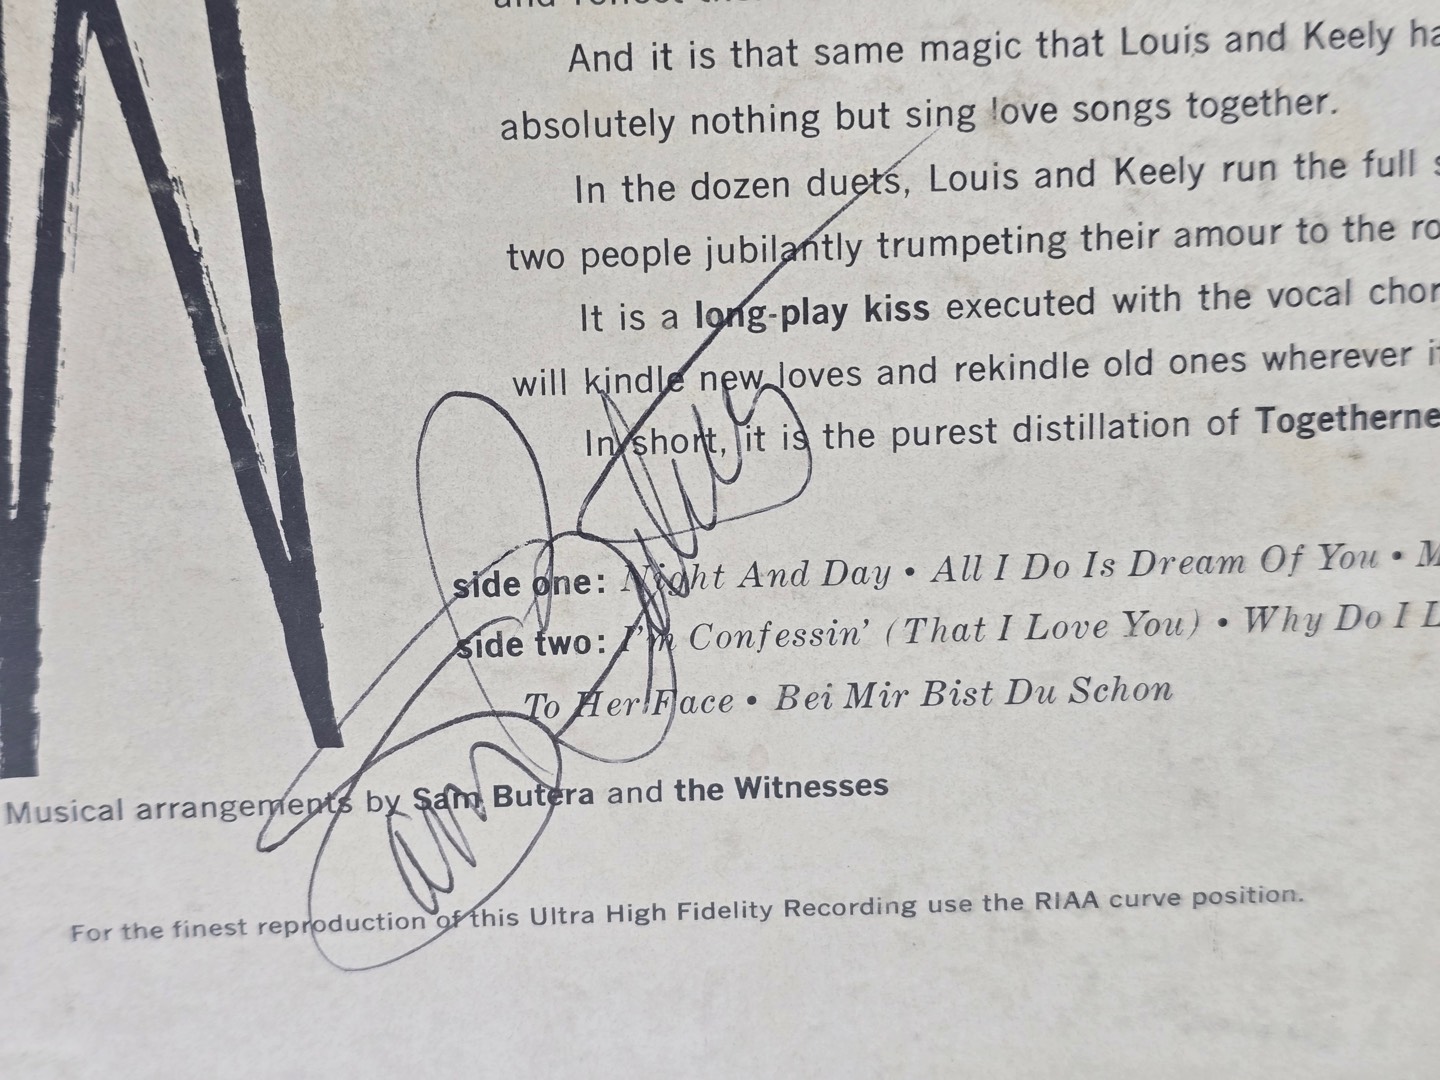 And it is that same magic that Louis and Keely ha
absolutely nothing but sing love songs together.
In the dozen duets, Louis and Keely run the full s
two people jubilantly trumpeting their amour to the ro
It is a long-play kiss executed with the vocal chor
will kindle new loves and rekindle old ones wherever it
In short, it is the purest distillation of Togetherne
side one: Night And Day • All I Do Is Dream Of You • M
side two: I'm Confessin' (That I Love You) • Why Do I L
To Her Face • Bei Mir Bist Du Schon
Musical arrangements by Sam Butera and the Witnesses
Sam
For the finest reproduction of this Ultra High Fidelity Recording use the RIAA curve position.